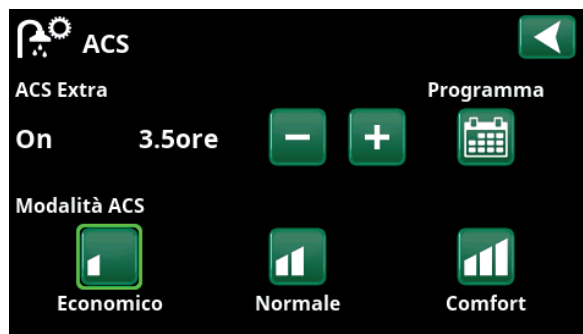 ACS
ACS Extra
Programma
On 3.5ore - +
Modalità ACS
Economico Normale Comfort